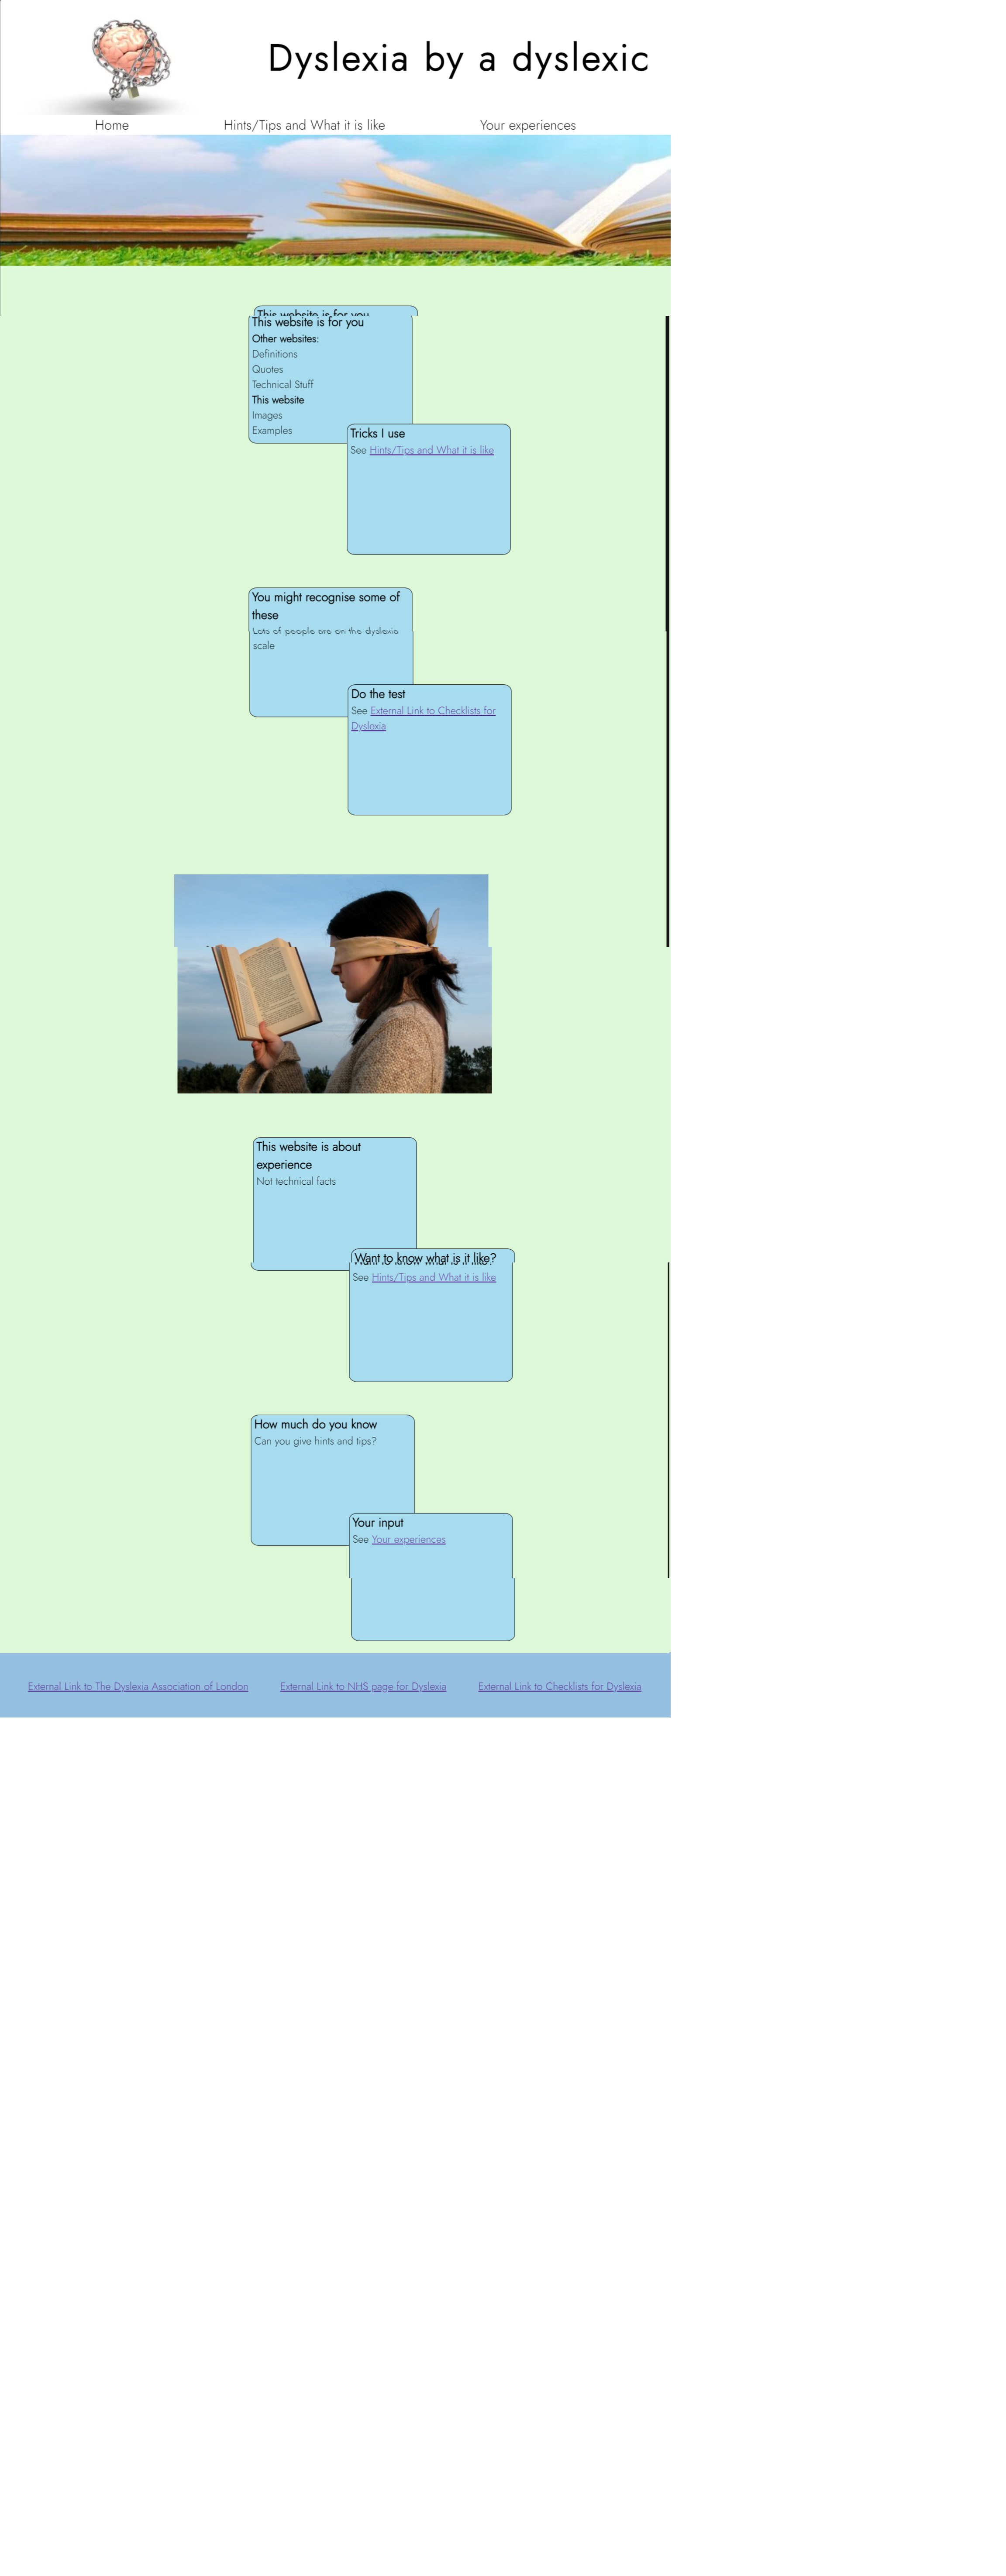 Dyslexia by a dyslexic
Home
Hints/Tips and What it is like
Your experiences
This website is for you
This website is for you
Other websites:
Definitions
Quotes
Technical Stuff
This website
Images
Examples
Tricks I use
See Hints/Tips and What it is like
You might recognise some of
these
Lots of people are on the dyslexia
scale
Do the test
See External Link to Checklists for
Dyslexia
This website is about
experience
Not technical facts
Want to know what is it like?
See Hints/Tips and What it is like
How much do you know
Can you give hints and tips?
Your input
See Your experiences
External Link to The Dyslexia Association of London
External Link to NHS page for Dyslexia
External Link to Checklists for Dyslexia